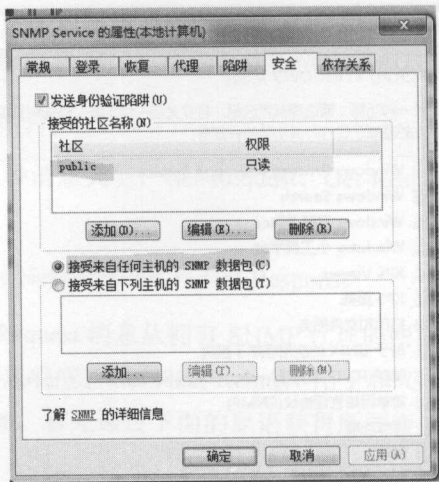 SNMP Service 的属性(本地计算机)
常规 登录 恢复 代理 陷阱 安全 依存关系
发送身份验证陷阱(U)
接受的社区名称(N)
社区 权限
public 只读
添加(D)... 编辑(E)... 删除(R)
接受来自任何主机的 SNMP 数据包(C)
接受来自下列主机的 SNMP 数据包(T)
添加... 编辑(I)... 删除(M)
了解 SNMP 的详细信息
确定 取消 应用(A)